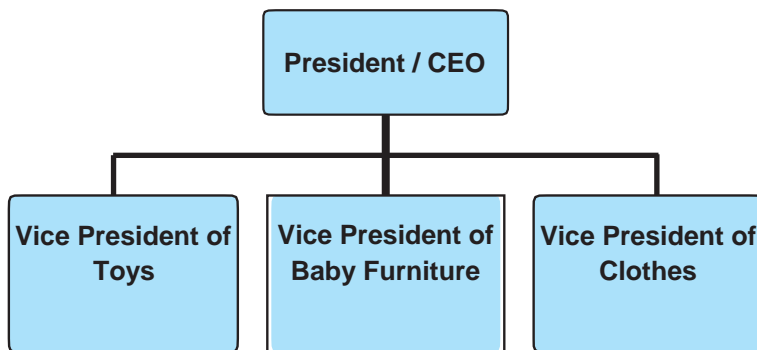 President / CEO
Vice President of
Toys
Vice President of
Baby Furniture
Vice President of
Clothes